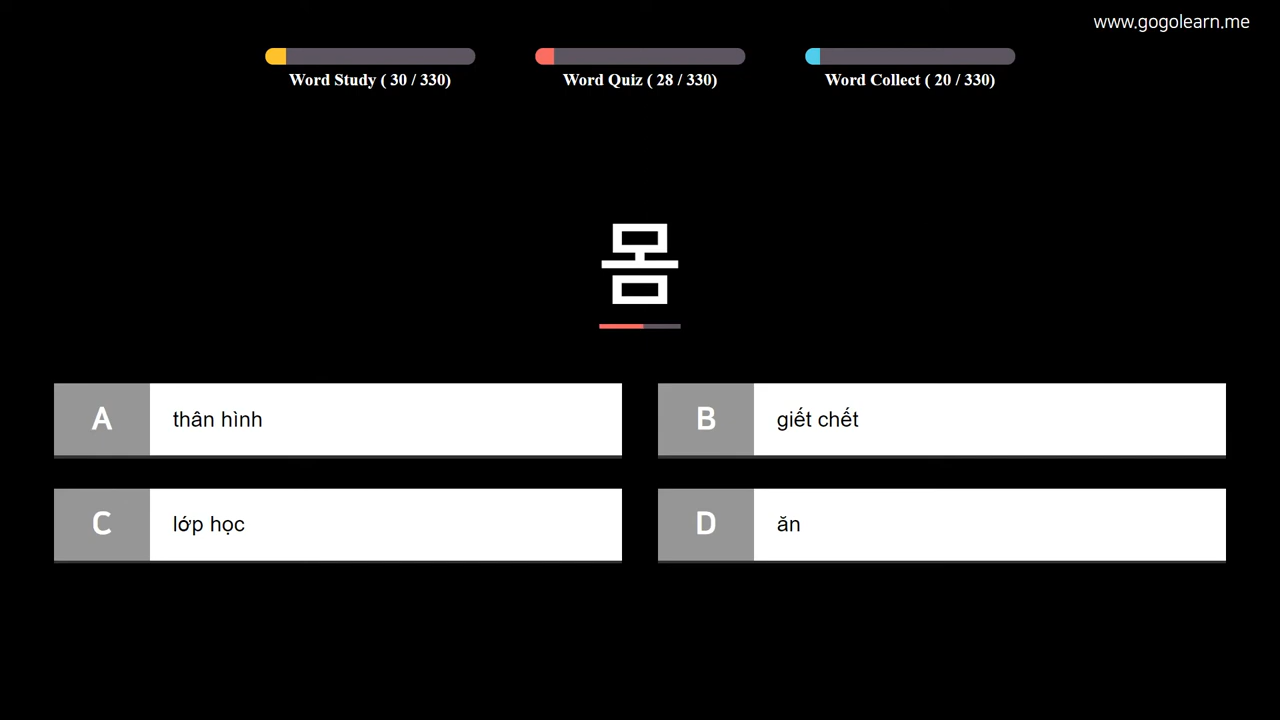 www.gogolearn.me
Word Study ( 30 / 330)
Word Quiz ( 28 / 330)
Word Collect ( 20 / 330)
몸
A thân hình
B giết chết
C lớp học
D ăn